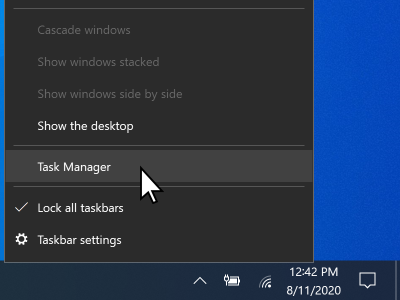 Cascade windows
Show windows stacked
Show windows side by side
Show the desktop
Task Manager
Lock all taskbars
Taskbar settings
12:42 PM
8/11/2020